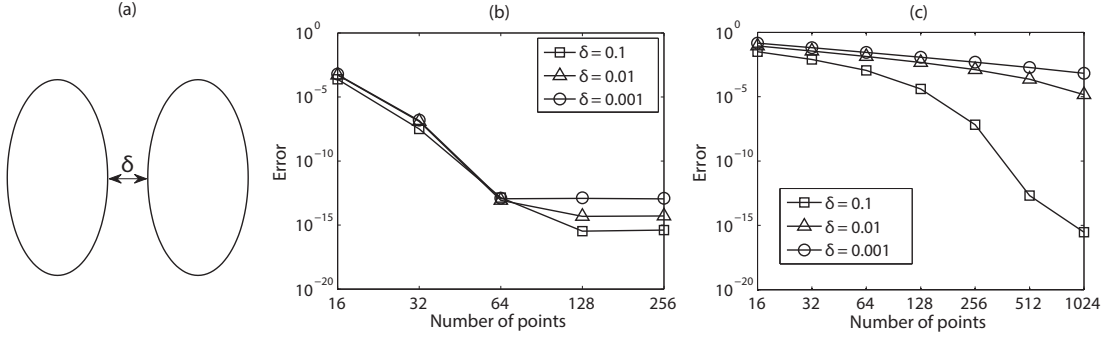 (a)
δ
(b)
10^0
10^-5
10^-10
10^-15
10^-20
Error
δ = 0.1
δ = 0.01
δ = 0.001
16 32 64 128 256
Number of points
(c)
10^0
10^-5
10^-10
10^-15
10^-20
Error
δ = 0.1
δ = 0.01
δ = 0.001
16 32 64 128 256 512 1024
Number of points